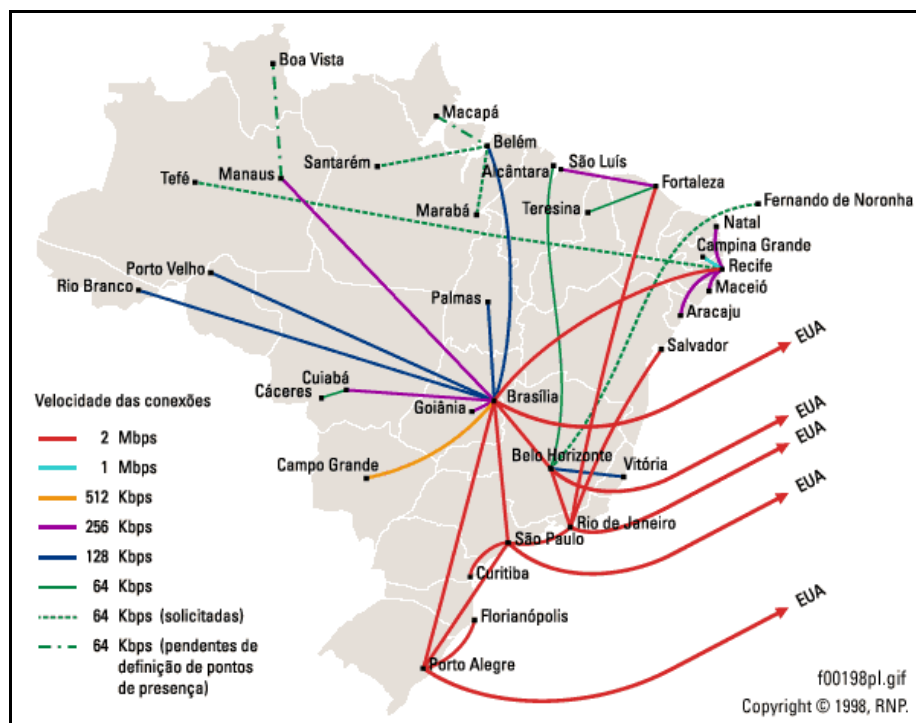 Boa Vista
Macapá
Belém
Santarém
Alcântara
São Luís
Tefé
Manaus
Fortaleza
Marabá
Teresina
Fernando de Noronha
Natal
Campina Grande
Recife
Porto Velho
Rio Branco
Palmas
Maceió
Aracaju
Salvador
EUA
Cuiabá
Cáceres
Goiânia
Brasília
Velocidade das conexões
2 Mbps
1 Mbps
512 Kbps
256 Kbps
128 Kbps
64 Kbps
64 Kbps (solicitadas)
64 Kbps (pendentes de
definição de pontos
de presença)
Campo Grande
Belo Horizonte
Vitória
EUA
EUA
Rio de Janeiro
EUA
São Paulo
Curitiba
Florianópolis
EUA
Porto Alegre
f00198pl.gif
Copyright © 1998, RNP.